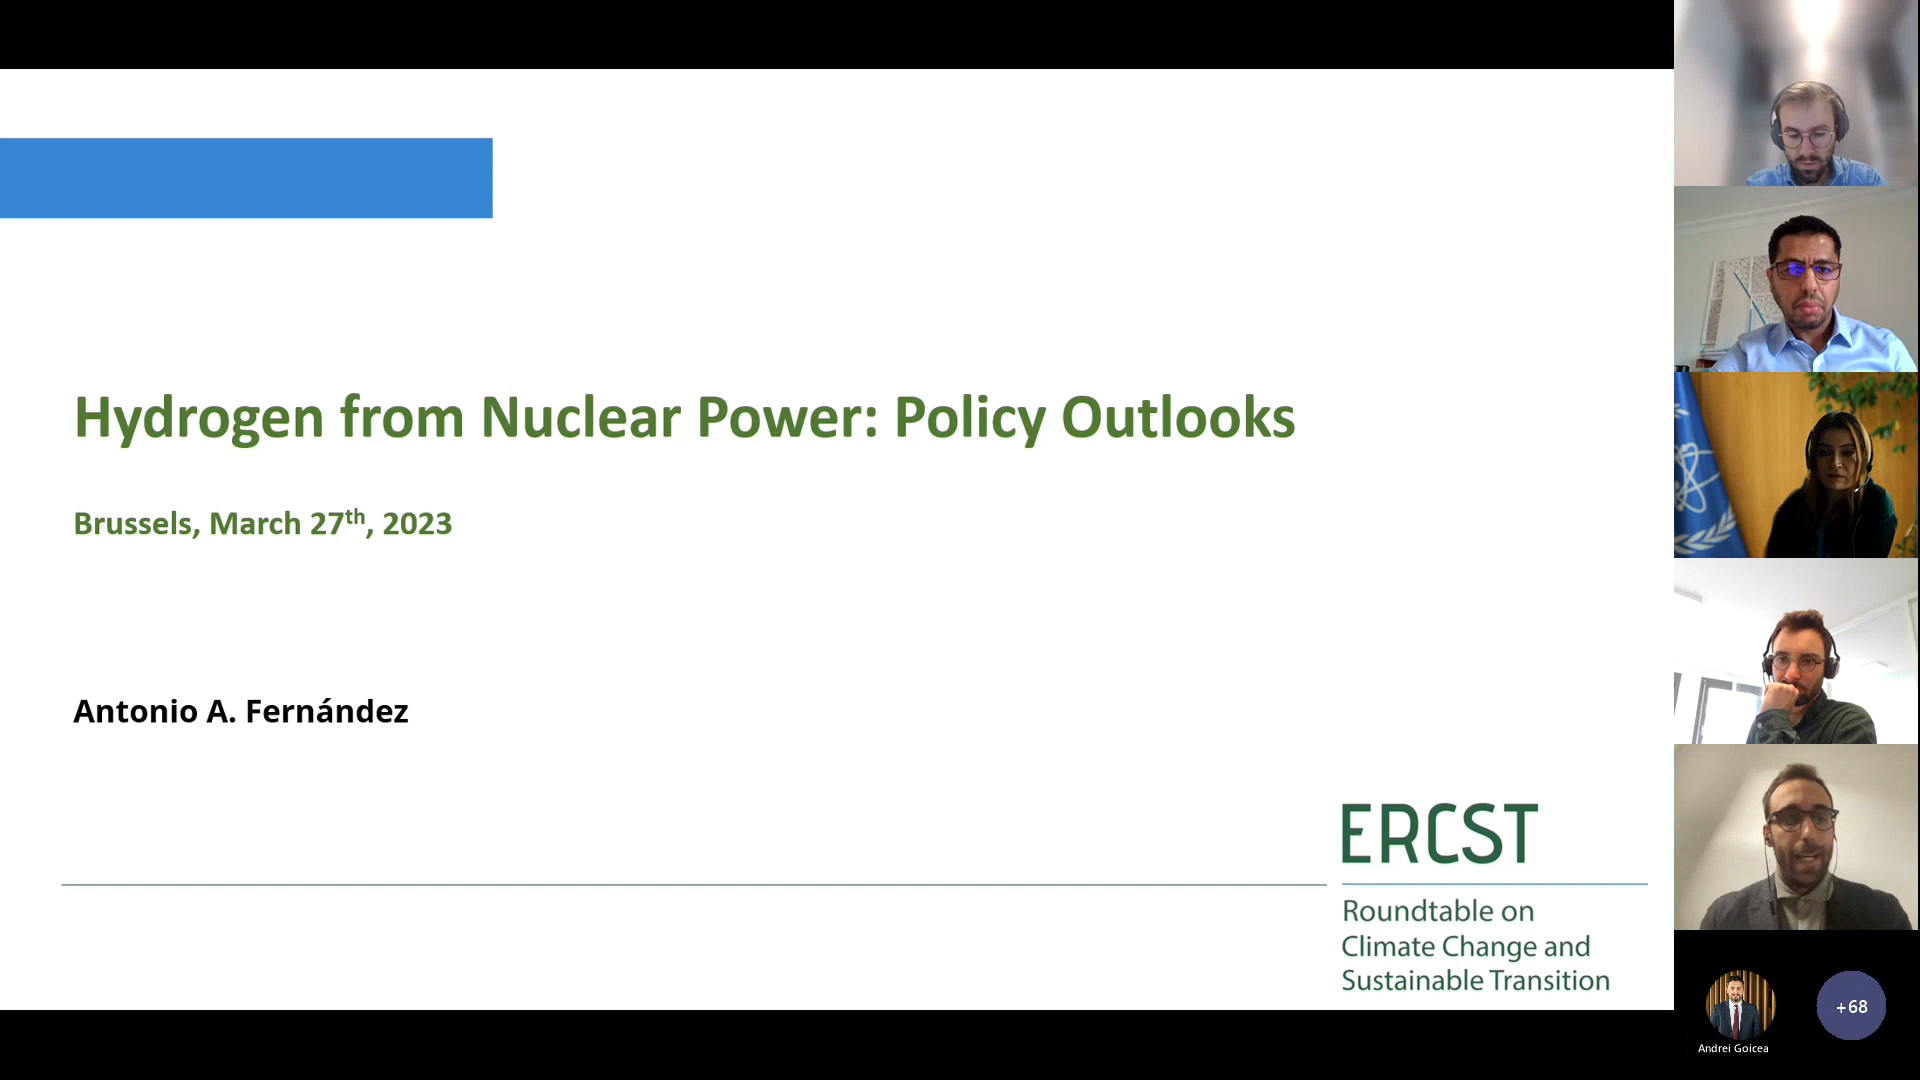 Hydrogen from Nuclear Power: Policy Outlooks
Brussels, March 27th, 2023
Antonio A. Fernández
ERCST
Roundtable on
Climate Change and
Sustainable Transition
+68
Andrei Goicea